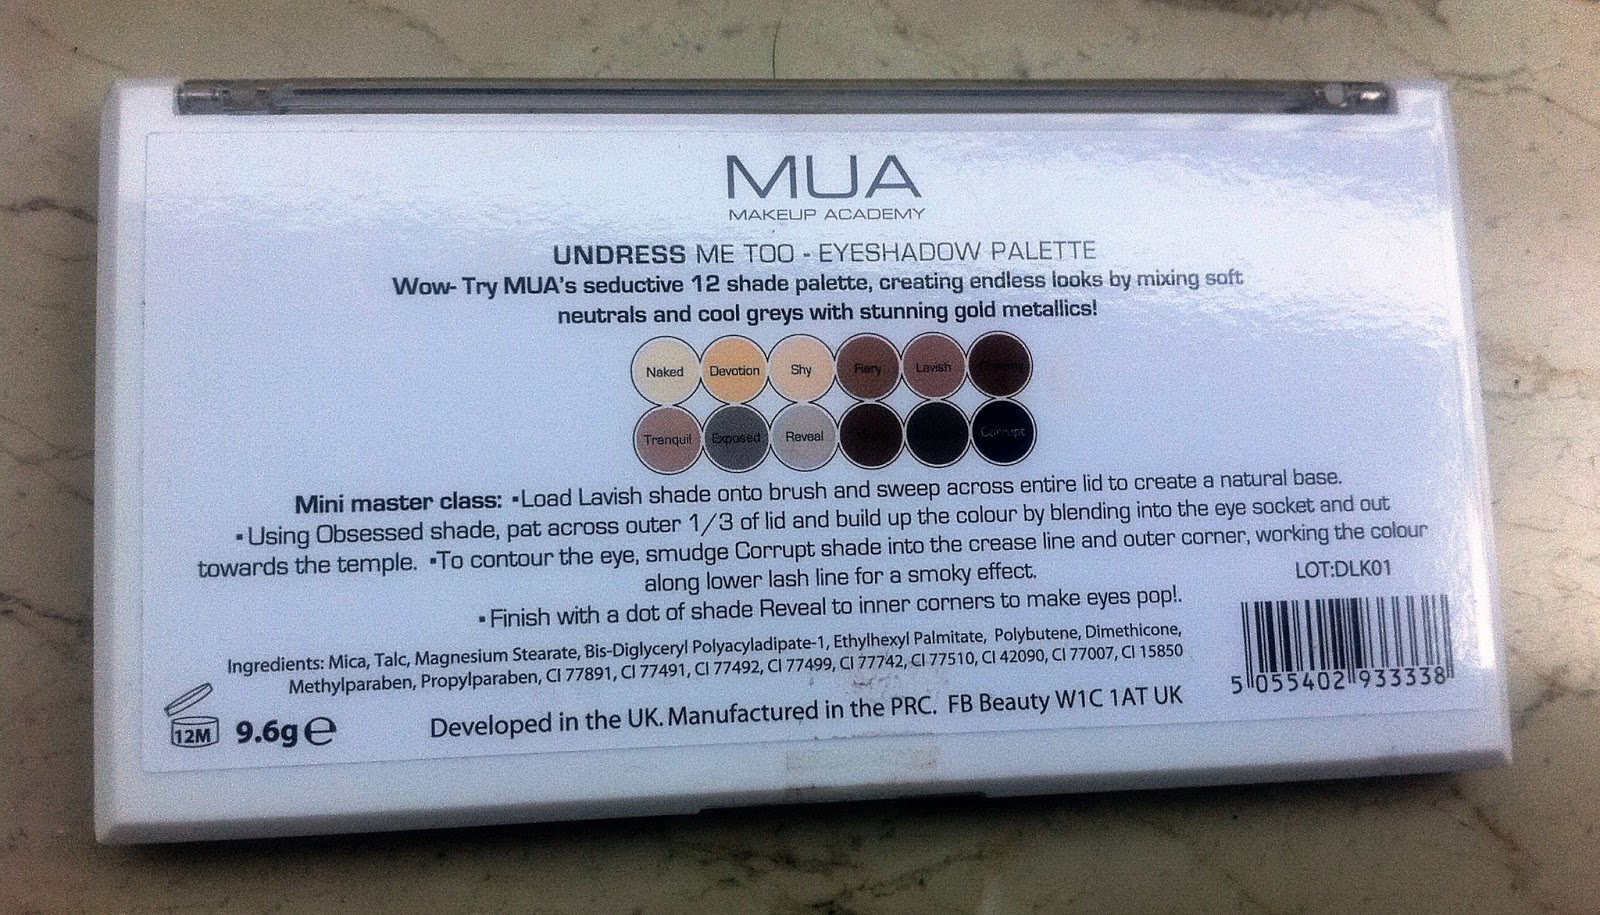 MUA
MAKEUP ACADEMY
UNDRESS ME TOO - EYESHADOW PALETTE
Wow- Try MUA's seductive 12 shade palette, creating endless looks by mixing soft
neutrals and cool greys with stunning gold metallics!
Naked Devotion Shy Fiery Lavish
Tranquil Exposed Reveal Corrupt
Mini master class: ▪Load Lavish shade onto brush and sweep across entire lid to create a natural base.
▪Using Obsessed shade, pat across outer 1/3 of lid and build up the colour by blending into the eye socket and out
towards the temple. ▪To contour the eye, smudge Corrupt shade into the crease line and outer corner, working the colour
along lower lash line for a smoky effect.
▪Finish with a dot of shade Reveal to inner corners to make eyes pop!.
LOT:DLK01
Ingredients: Mica, Talc, Magnesium Stearate, Bis-Diglyceryl Polyacyladipate-1, Ethylhexyl Palmitate, Polybutene, Dimethicone,
Methylparaben, Propylparaben, CI 77891, CI 77491, CI 77492, CI 77499, CI 77742, CI 77510, CI 42090, CI 77007, CI 15850
5 055402 933338
12M 9.6g ℮
Developed in the UK. Manufactured in the PRC. FB Beauty W1C 1AT UK